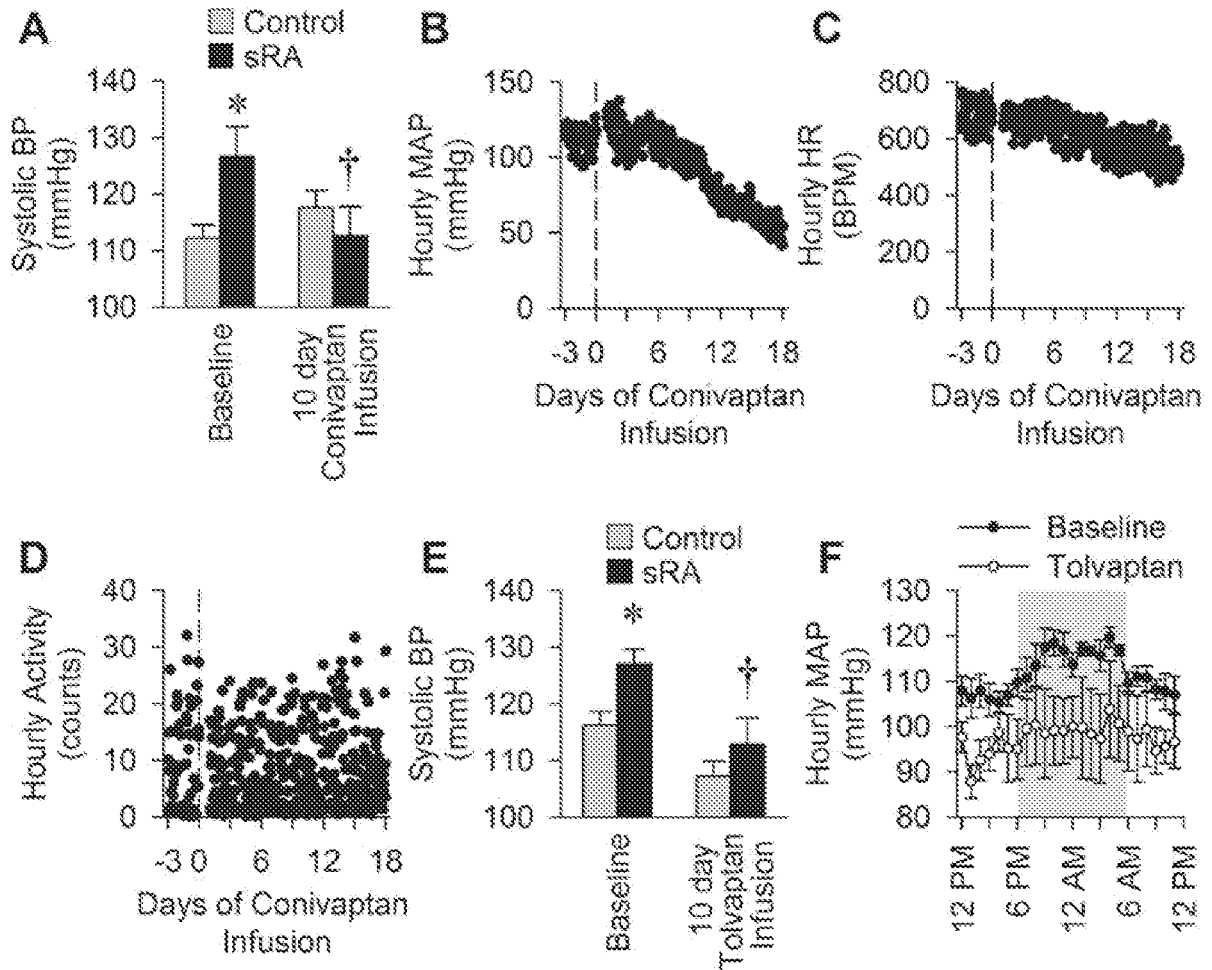 A
Control
sRA
Systolic BP
(mmHg)
140
130
120
110
100
*
†
Baseline
10 day
Conivaptan
Infusion
B
Hourly MAP
(mmHg)
150
100
50
0
-3 0 6 12 18
Days of Conivaptan
Infusion
C
Hourly HR
(BPM)
800
600
400
200
0
-3 0 6 12 18
Days of Conivaptan
Infusion
D
Hourly Activity
(counts)
40
30
20
10
0
-3 0 6 12 18
Days of Conivaptan
Infusion
E
Control
sRA
Systolic BP
(mmHg)
140
130
120
110
100
*
†
Baseline
10 day
Tolvaptan
Infusion
F
Baseline
Tolvaptan
Hourly MAP
(mmHg)
130
120
110
100
90
80
12 PM
6 PM
12 AM
6 AM
12 PM